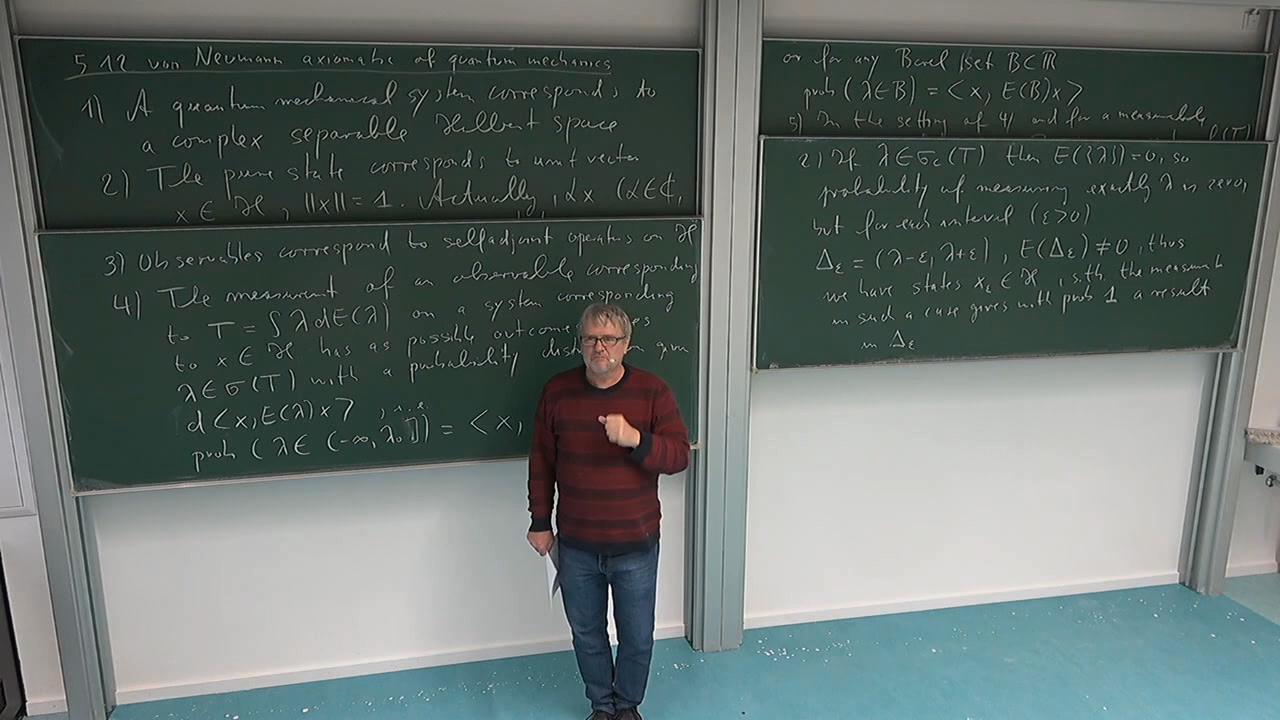 5.12 von Neumann axiomatic of quantum mechanics
1) A quantum mechanical system corresponds to
a complex separable Hilbert space
2) The pure state corresponds to unit vector
x ∈ ℋ , ||x|| = 1. Actually, αx (α∈ℂ,
3) Observables correspond to selfadjoint operators on ℋ
4) The measurement of an observable corresponding
to T = ∫ λ dE(λ) on a system corresponding
to x ∈ ℋ has as possible outcome
λ ∈ σ(T) with a probability
d<x, E(λ)x> , i.e.
prob (λ ∈ (-∞, λ₀]) = <x,
or for any Borel set B⊂ℝ
prob (λ∈B) = <x, E(B)x>
5) In the setting of 4) and for a measurable
2) If λ∈σc(T) then E({λ})=0, so
probability of measuring exactly λ is zero,
but for each interval (ε>0)
Δε = (λ-ε, λ+ε) , E(Δε) ≠ 0, thus
we have states xε ∈ ℋ , s.th. the measurem
in such a case gives with prob 1 a result
in Δε